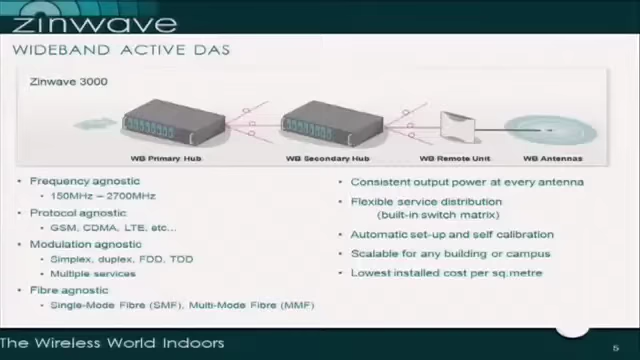 zinwave
WIDEBAND ACTIVE DAS
Zinwave 3000
WB Primary Hub
WB Secondary Hub
WB Remote Unit
WB Antennas
• Frequency agnostic
• 150MHz – 2700MHz
• Protocol agnostic
• GSM, CDMA, LTE, etc...
• Modulation agnostic
• Simplex, duplex, FDD, TDD
• Multiple services
• Fibre agnostic
• Single-Mode Fibre (SMF), Multi-Mode Fibre (MMF)
• Consistent output power at every antenna
• Flexible service distribution
(built-in switch matrix)
• Automatic set-up and self calibration
• Scalable for any building or campus
• Lowest installed cost per sq.metre
The Wireless World Indoors
5